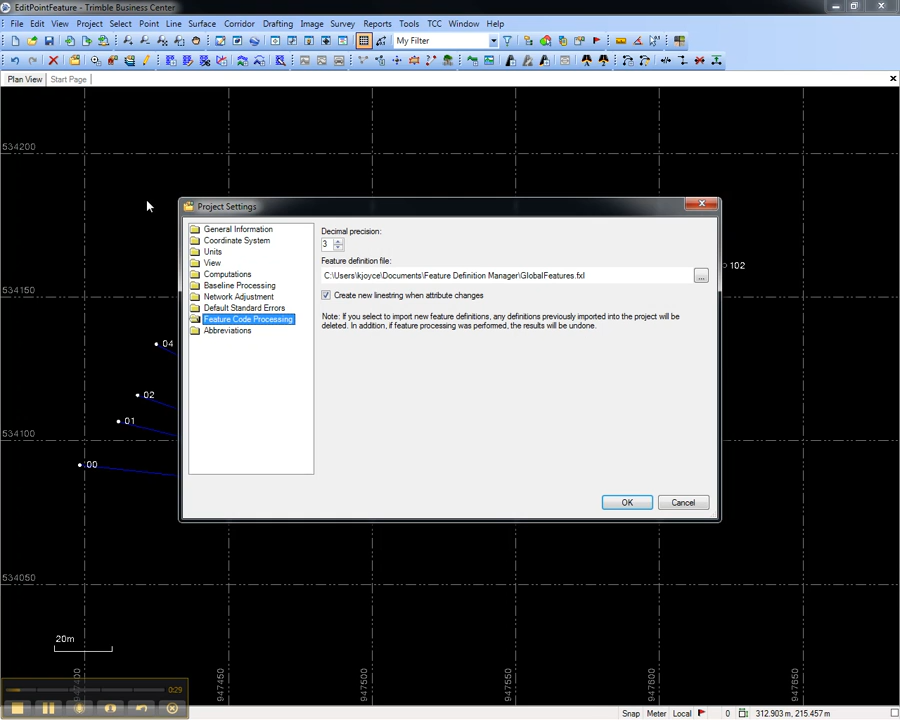 EditPointFeature - Trimble Business Center
File Edit View Project Select Point Line Surface Corridor Drafting Image Survey Reports Tools TCC Window Help
My Filter
Plan View Start Page
534200
534150
534100
534050
Project Settings
General Information
Coordinate System
Units
View
Computations
Baseline Processing
Network Adjustment
Default Standard Errors
Feature Code Processing
Abbreviations
Decimal precision:
3
Feature definition file:
C:\Users\kjoyce\Documents\Feature Definition Manager\GlobalFeatures.fxl
...
Create new linestring when attribute changes
Note: If you select to import new feature definitions, any definitions previously imported into the project will be
deleted. In addition, if feature processing was performed, the results will be undone.
OK Cancel
102
04
02
01
00
20m
947400
947450
947500
947550
947600
947650
0:29
Snap Meter Local 0 312.903 m, 215.457 m